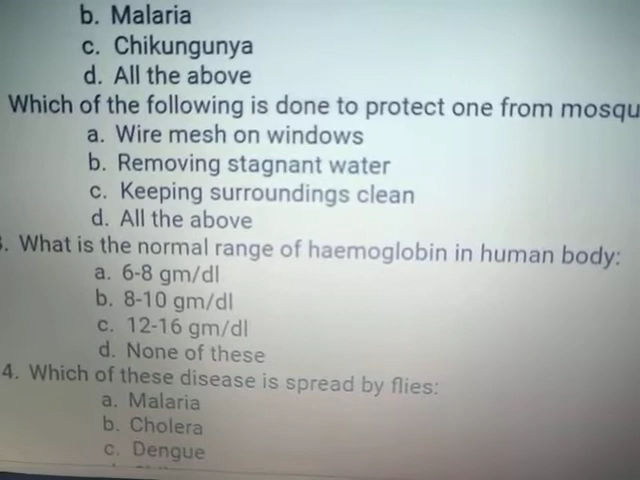 b. Malaria
c. Chikungunya
d. All the above
Which of the following is done to protect one from mosqu
a. Wire mesh on windows
b. Removing stagnant water
c. Keeping surroundings clean
d. All the above
. What is the normal range of haemoglobin in human body:
a. 6-8 gm/dl
b. 8-10 gm/dl
c. 12-16 gm/dl
d. None of these
4. Which of these disease is spread by flies:
a. Malaria
b. Cholera
c. Dengue